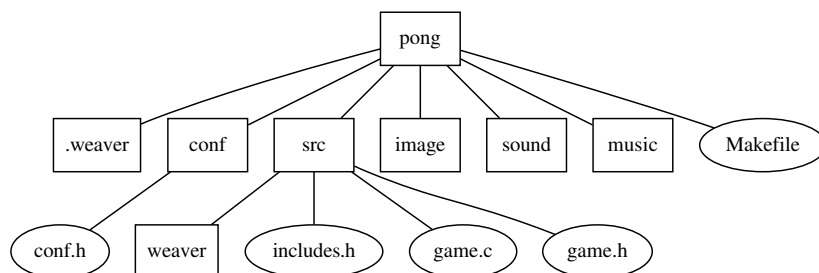 pong
.weaver
conf
src
image
sound
music
Makefile
conf.h
weaver
includes.h
game.c
game.h